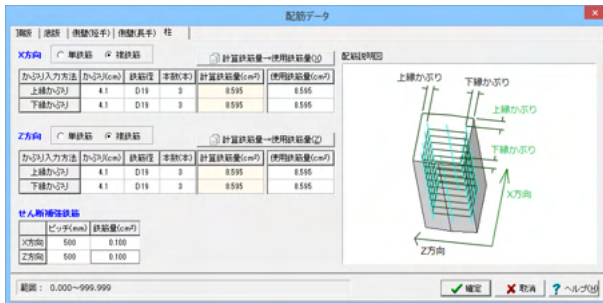 配筋データ
頂版 底版 側壁(短手) 側壁(長手) 柱
X方向 単鉄筋 複鉄筋 計算鉄筋量→使用鉄筋量(X)
かぶり入力方法 かぶり(cm) 鉄筋径 本数(本) 計算鉄筋量(cm²) 使用鉄筋量(cm²)
上縁かぶり 4.1 D19 3 8.595 8.595
下縁かぶり 4.1 D19 3 8.595 8.595
Z方向 単鉄筋 複鉄筋 計算鉄筋量→使用鉄筋量(Z)
かぶり入力方法 かぶり(cm) 鉄筋径 本数(本) 計算鉄筋量(cm²) 使用鉄筋量(cm²)
上縁かぶり 4.1 D19 3 8.595 8.595
下縁かぶり 4.1 D19 3 8.595 8.595
せん断補強鉄筋
ピッチ(mm) 鉄筋量(cm²)
X方向 500 0.100
Z方向 500 0.100
配筋説明図
上縁かぶり 下縁かぶり
上縁かぶり
下縁かぶり
X方向
Z方向
範囲： 0.000～999.999
確定 取消 ヘルプ(H)